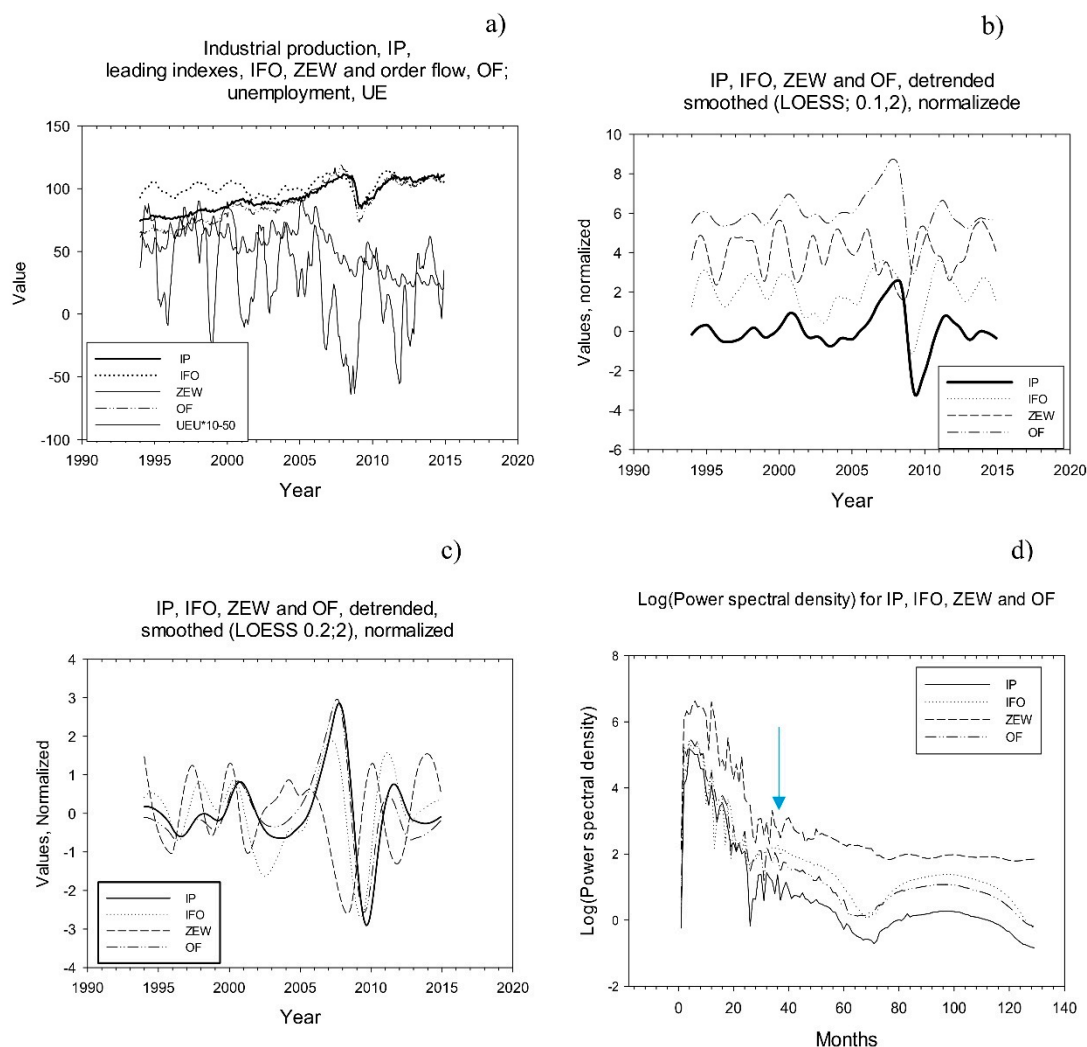 a)
Industrial production, IP,
leading indexes, IFO, ZEW and order flow, OF;
unemployment, UE
150
100
50
0
-50
-100
Value
IP
IFO
ZEW
OF
UEU*10-50
1990 1995 2000 2005 2010 2015 2020
Year
b)
IP, IFO, ZEW and OF, detrended
smoothed (LOESS; 0.1,2), normalizede
10
8
6
4
2
0
-2
-4
-6
Values, normalized
IP
IFO
ZEW
OF
1990 1995 2000 2005 2010 2015 2020
Year
c)
IP, IFO, ZEW and OF, detrended,
smoothed (LOESS 0.2;2), normalized
4
3
2
1
0
-1
-2
-3
-4
Values, Normalized
IP
IFO
ZEW
OF
1990 1995 2000 2005 2010 2015 2020
Year
d)
Log(Power spectral density) for IP, IFO, ZEW and OF
8
6
4
2
0
-2
Log(Power spectral density)
IP
IFO
ZEW
OF
0 20 40 60 80 100 120 140
Months